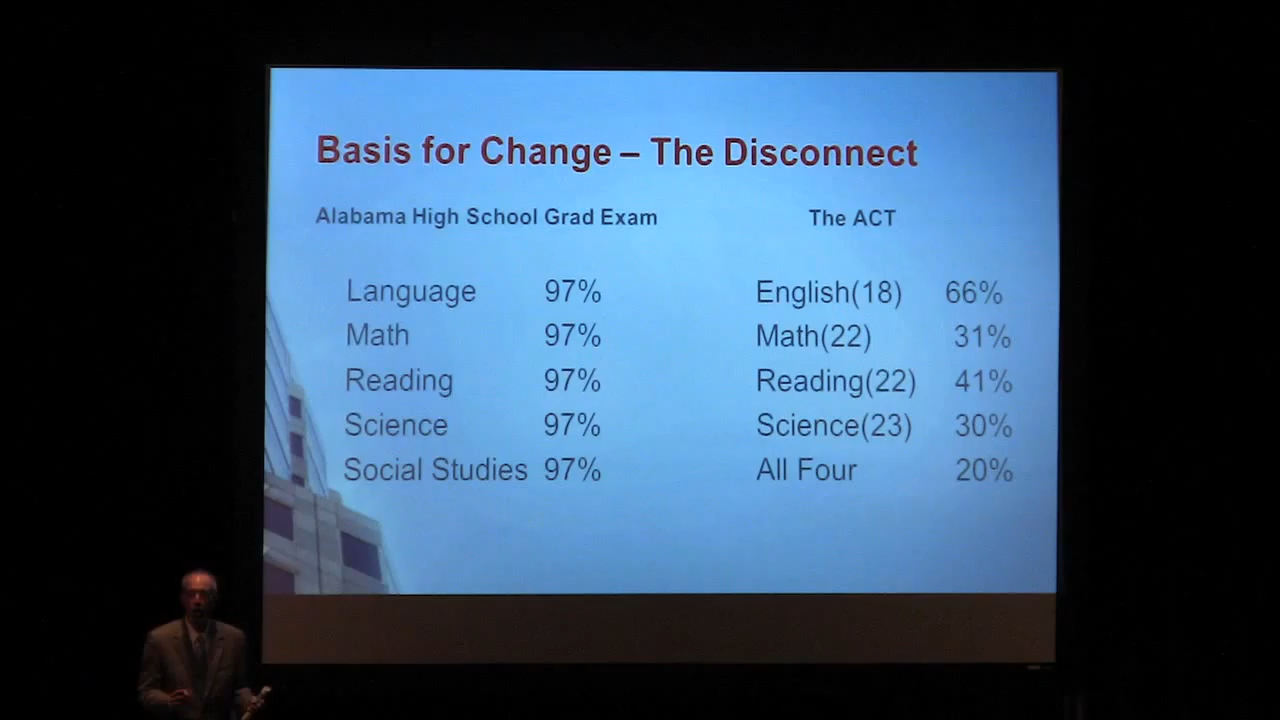 Basis for Change – The Disconnect
Alabama High School Grad Exam The ACT
Language 97% English(18) 66%
Math 97% Math(22) 31%
Reading 97% Reading(22) 41%
Science 97% Science(23) 30%
Social Studies 97% All Four 20%